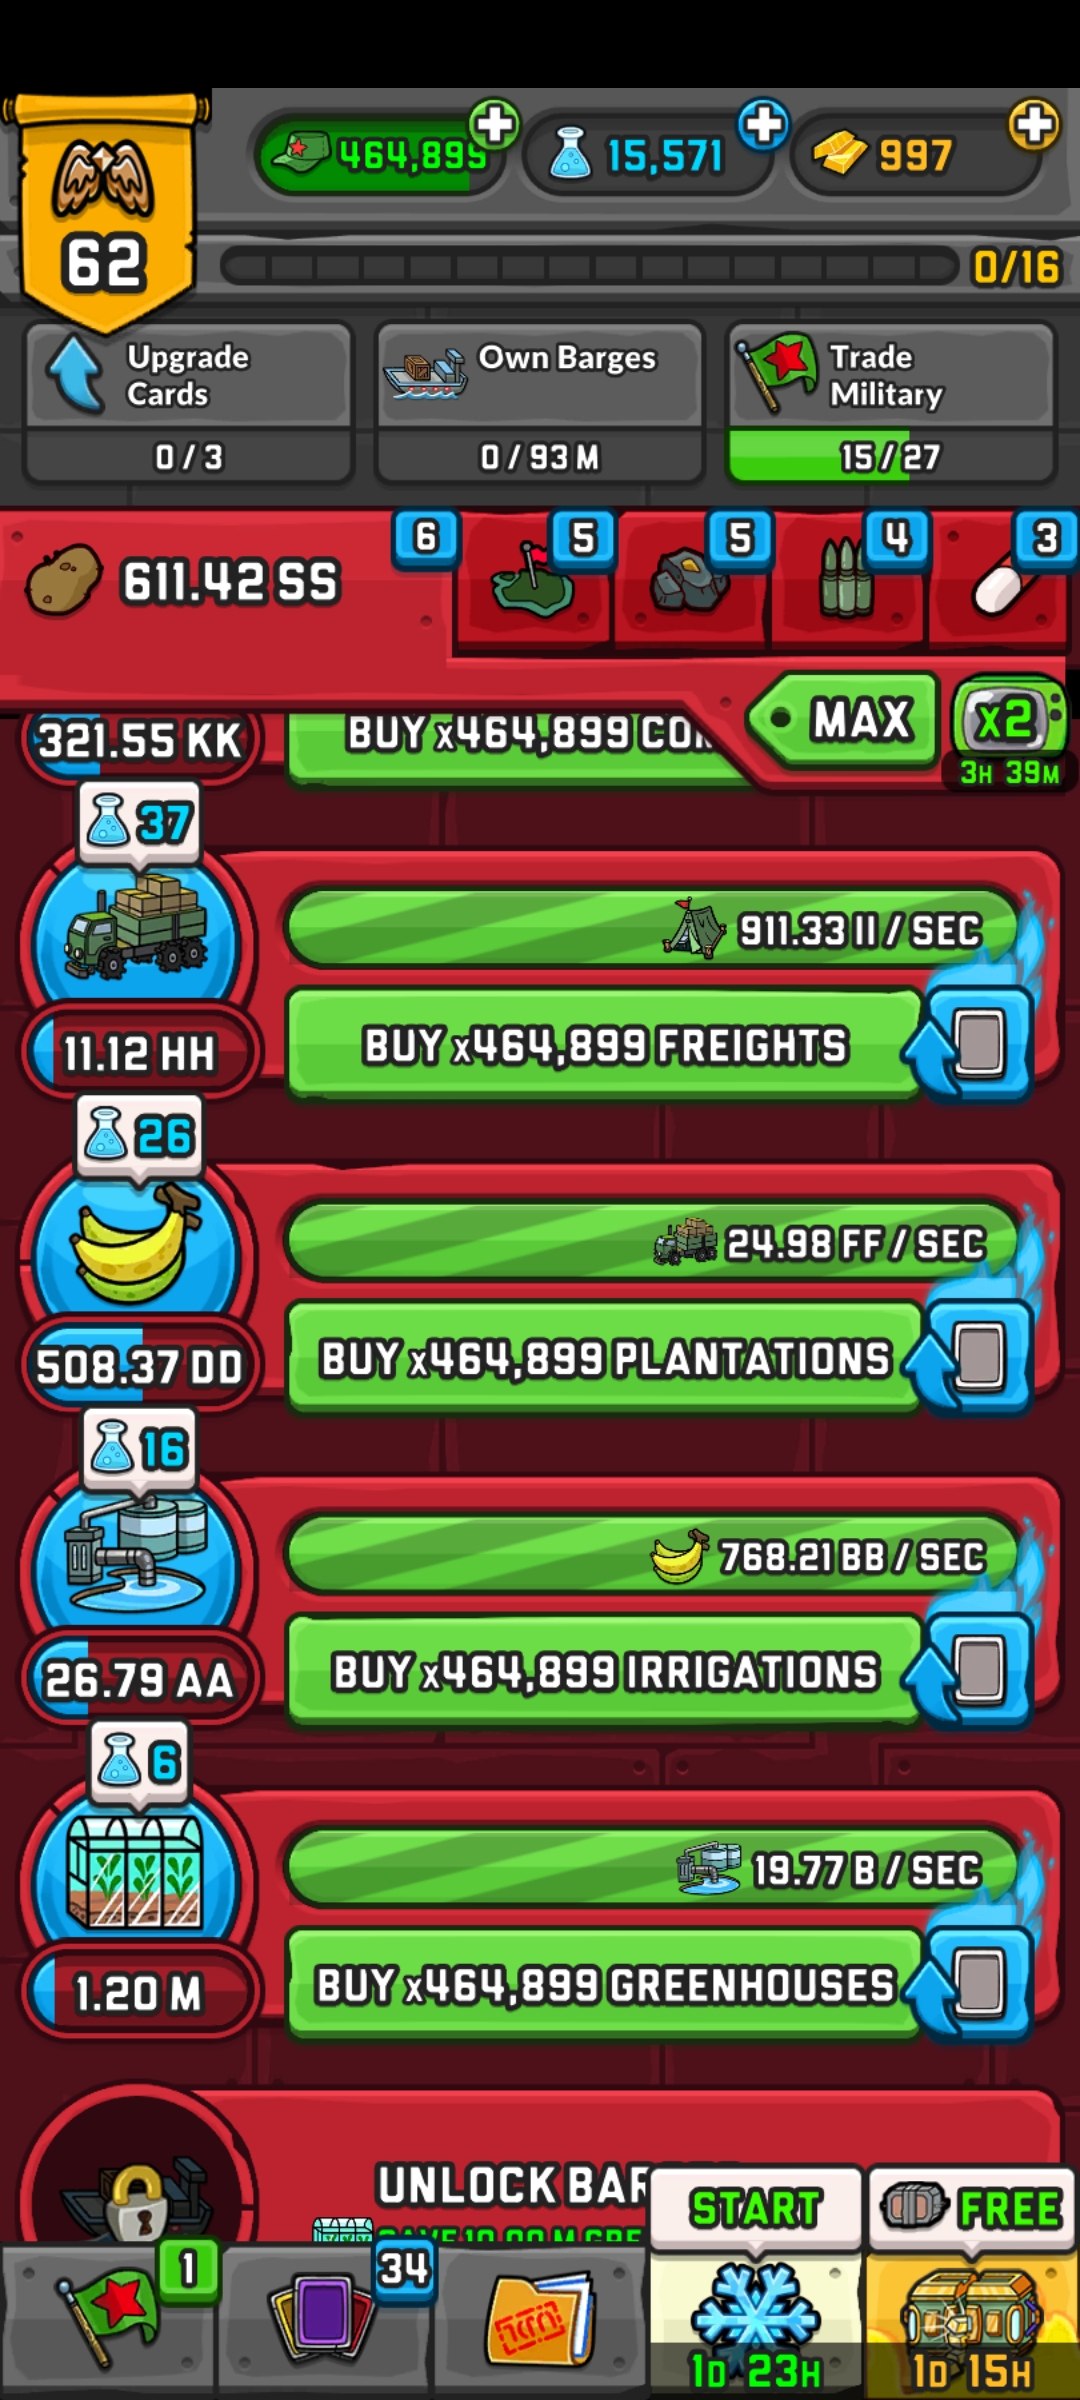 464,899
15,571
997
62
0/16
Upgrade
Cards
0/3
Own Barges
0/93 M
Trade
Military
15/27
611.42 SS
6
5
5
4
3
321.55 KK
BUY x464,899
MAX
x2
3H 39M
37
911.33 II / SEC
11.12 HH
BUY x464,899 FREIGHTS
26
24.98 FF / SEC
508.37 DD
BUY x464,899 PLANTATIONS
16
768.21 BB / SEC
26.79 AA
BUY x464,899 IRRIGATIONS
6
19.77 B / SEC
1.20 M
BUY x464,899 GREENHOUSES
UNLOCK
START
FREE
1
34
1D 23H
1D 15H